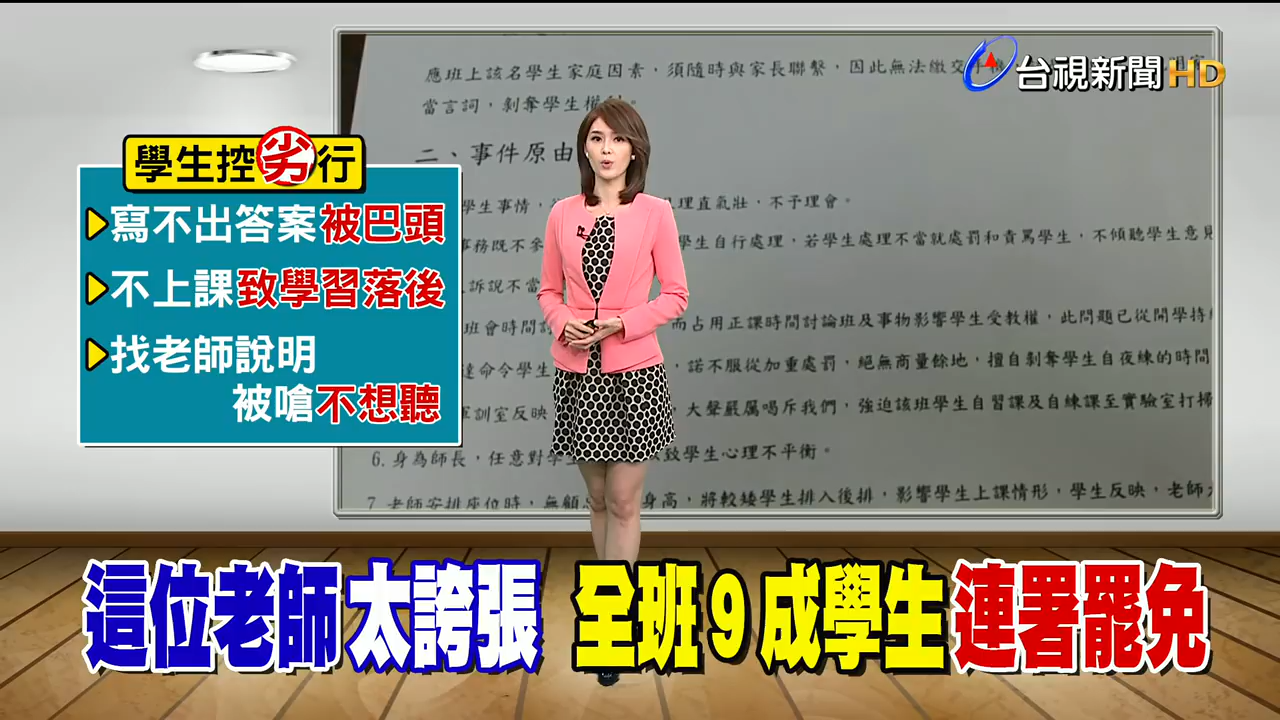 台視新聞HD
應班上該名學生家庭因素，須隨時與家長聯繫，因此無法繳交手機
當言詞，剝奪學生權利。
二、事件原由
學生事情，
理直氣壯，不予理會。
事務既不參
學生自行處理，若學生處理不當就處罰和責罵學生，不傾聽學生意見
訴說不當
班會時間討
而占用正課時間討論班及事物影響學生受教權，此問題已從開學持續
達命令學生
諾不服從加重處罰，絕無商量餘地，擅自剝奪學生自夜練的時間
軍訓室反映
，大聲嚴厲喝斥我們，強迫該班學生自習課及自練課至實驗室打掃
6.身為師長，任意對學生
致學生心理不平衡。
7.老師安排座位時，無顧忌
身高，將較矮學生排入後排，影響學生上課情形，學生反映，老師
學生控劣行
寫不出答案被巴頭
不上課致學習落後
找老師說明
被嗆不想聽
這位老師太誇張 全班9成學生連署罷免